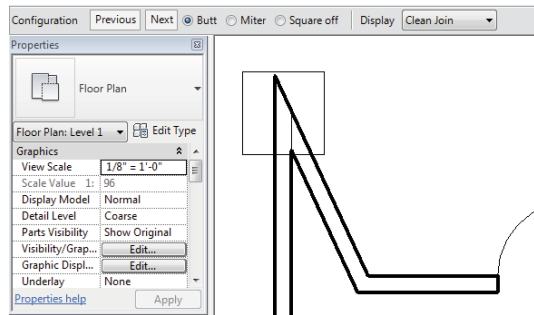 Configuration Previous Next Butt Miter Square off Display Clean Join
Properties
Floor Plan
Floor Plan: Level 1 Edit Type
Graphics
View Scale 1/8" = 1'-0"
Scale Value 1: 96
Display Model Normal
Detail Level Coarse
Parts Visibility Show Original
Visibility/Grap... Edit...
Graphic Displ... Edit...
Underlay None
Properties help Apply